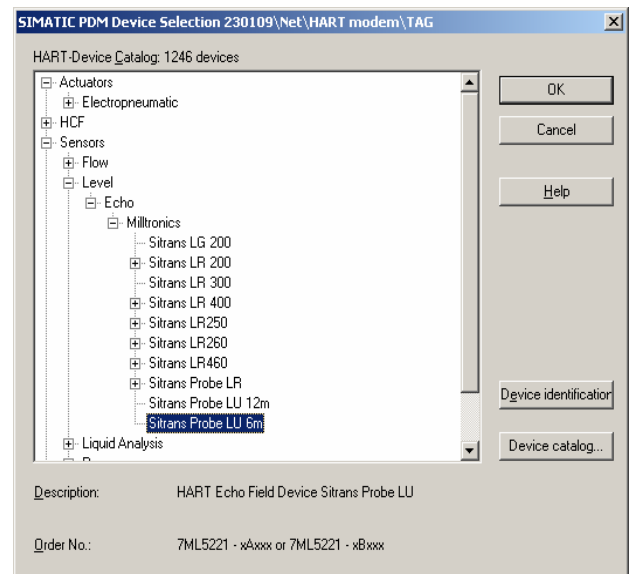 SIMATIC PDM Device Selection 230109\Net\HART modem\TAG
HART-Device Catalog: 1246 devices
Actuators
Electropneumatic
HCF
Sensors
Flow
Level
Echo
Milltronics
Sitrans LG 200
Sitrans LR 200
Sitrans LR 300
Sitrans LR 400
Sitrans LR250
Sitrans LR260
Sitrans LR460
Sitrans Probe LR
Sitrans Probe LU 12m
Sitrans Probe LU 6m
Liquid Analysis
OK
Cancel
Help
Device identification
Device catalog...
Description: HART Echo Field Device Sitrans Probe LU
Order No.: 7ML5221 - xAxxx or 7ML5221 - xBxxx